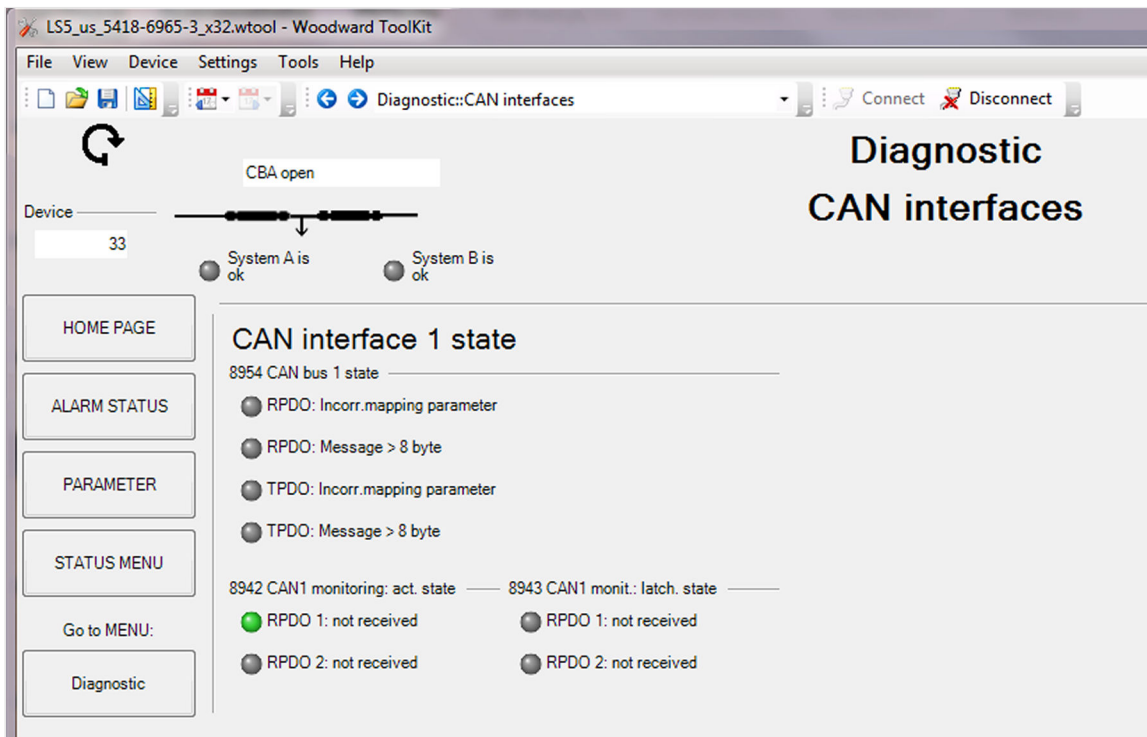 LS5_us_5418-6965-3_x32.wtool - Woodward ToolKit
File View Device Settings Tools Help
Diagnostic::CAN interfaces Connect Disconnect
Diagnostic
CAN interfaces
CBA open
Device
33
System A is
ok
System B is
ok
HOME PAGE
ALARM STATUS
PARAMETER
STATUS MENU
Go to MENU:
Diagnostic
CAN interface 1 state
8954 CAN bus 1 state
RPDO: Incorr.mapping parameter
RPDO: Message > 8 byte
TPDO: Incorr.mapping parameter
TPDO: Message > 8 byte
8942 CAN1 monitoring: act. state 8943 CAN1 monit.: latch. state
RPDO 1: not received RPDO 1: not received
RPDO 2: not received RPDO 2: not received